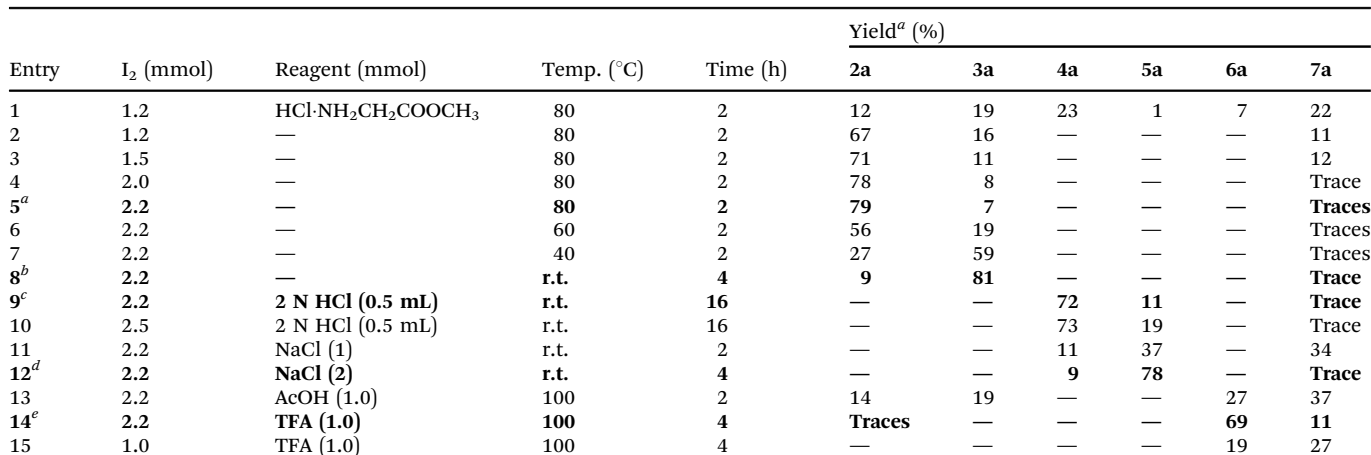 Yieldᵃ (%)
Entry I₂ (mmol) Reagent (mmol) Temp. (°C) Time (h) 2a 3a 4a 5a 6a 7a
1 1.2 HCl·NH₂CH₂COOCH₃ 80 2 12 19 23 1 7 22
2 1.2 — 80 2 67 16 — — — 11
3 1.5 — 80 2 71 11 — — — 12
4 2.0 — 80 2 78 8 — — — Trace
5ᵃ 2.2 — 80 2 79 7 — — — Traces
6 2.2 — 60 2 56 19 — — — Traces
7 2.2 — 40 2 27 59 — — — Traces
8ᵇ 2.2 — r.t. 4 9 81 — — — Trace
9ᶜ 2.2 2 N HCl (0.5 mL) r.t. 16 — — 72 11 — Trace
10 2.5 2 N HCl (0.5 mL) r.t. 16 — — 73 19 — Trace
11 2.2 NaCl (1) r.t. 2 — — 11 37 — 34
12ᵈ 2.2 NaCl (2) r.t. 4 — — 9 78 — Trace
13 2.2 AcOH (1.0) 100 2 14 19 — — 27 37
14ᵉ 2.2 TFA (1.0) 100 4 Traces — — — 69 11
15 1.0 TFA (1.0) 100 4 — — — — 19 27